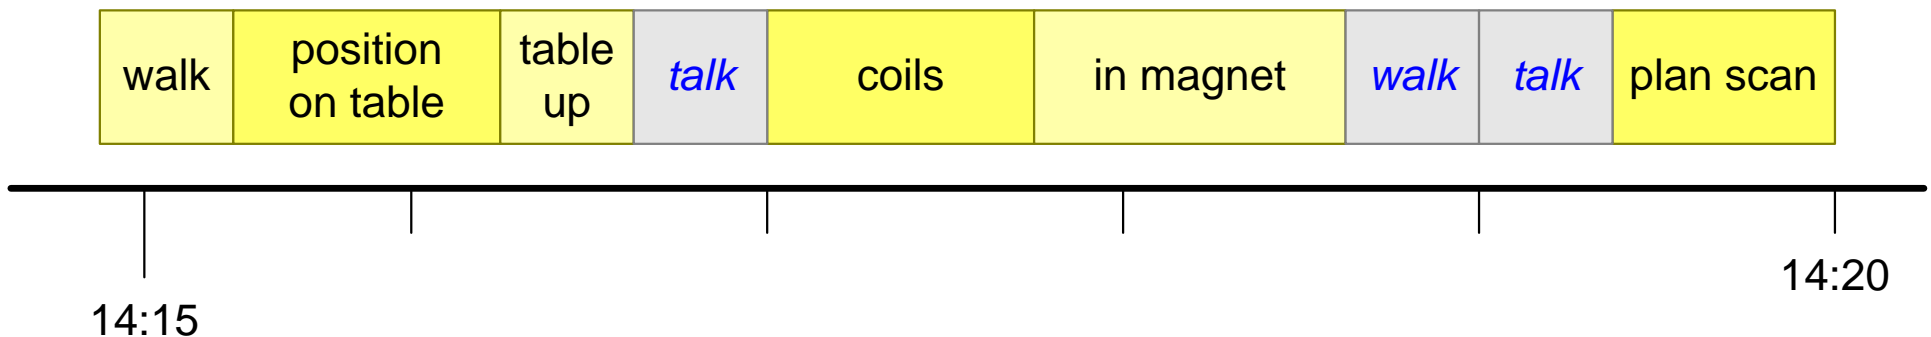 walk
position
on table
table
up
talk
coils
in magnet
walk
talk
plan scan
14:15
14:20